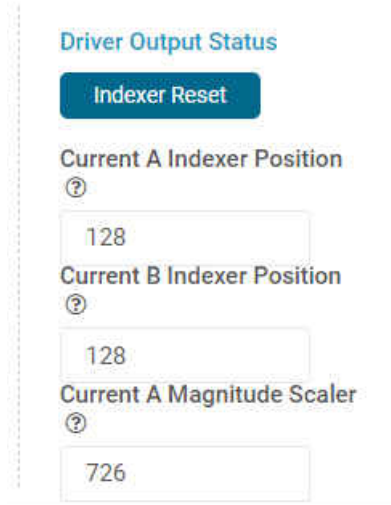 Driver Output Status
Indexer Reset
Current A Indexer Position
?
128
Current B Indexer Position
?
128
Current A Magnitude Scaler
?
726